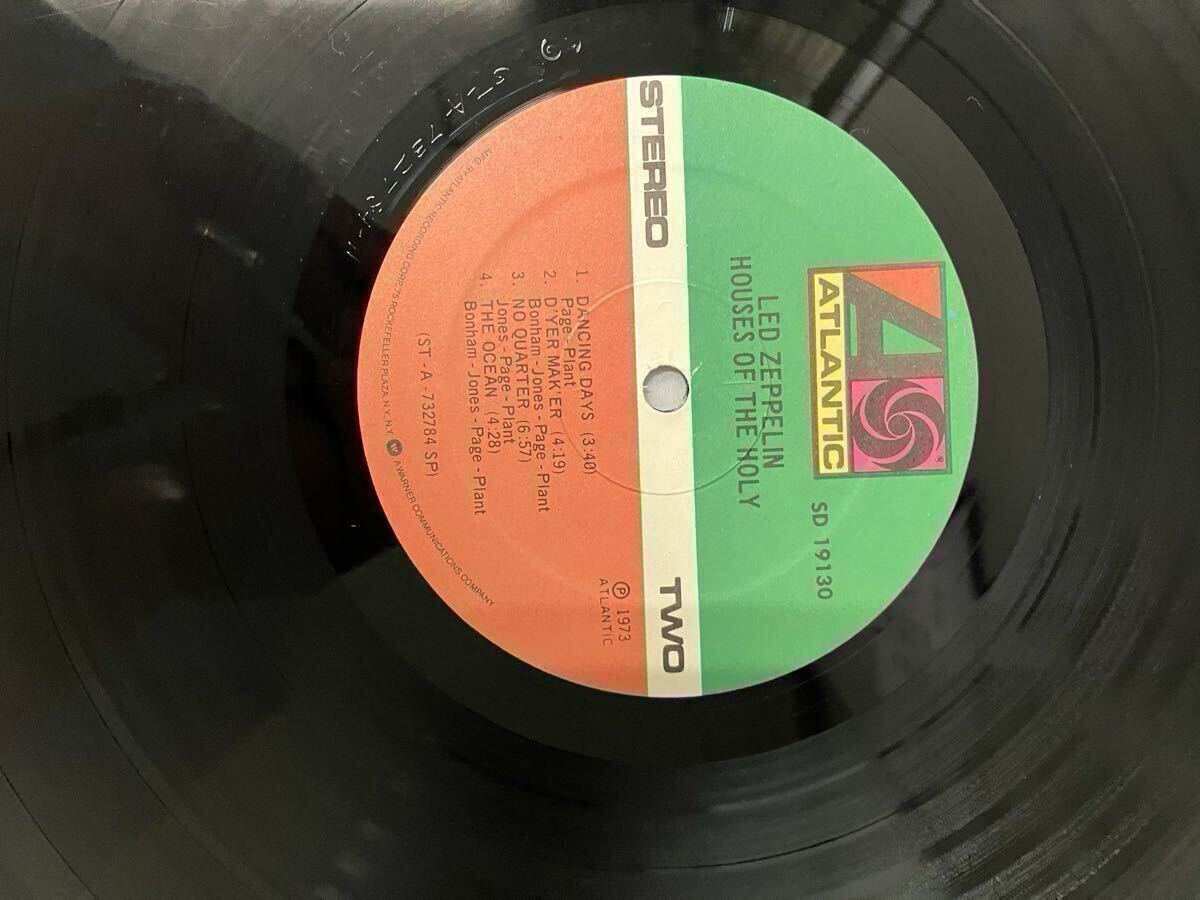 ATLANTIC
SD 19130
LED ZEPPELIN
HOUSES OF THE HOLY
STEREO
TWO
℗ 1973
ATLANTIC
1. DANCING DAYS (3:40)
Page - Plant
2. D'YER MAK'ER (4:19)
Bonham - Jones - Page - Plant
3. NO QUARTER (6:57)
Jones - Page - Plant
4. THE OCEAN (4:28)
Bonham - Jones - Page - Plant
(ST - A - 732784 SP)
MFG. BY ATLANTIC RECORDING CORP. 75 ROCKEFELLER PLAZA, N.Y. N.Y. W A WARNER COMMUNICATIONS COMPANY
ST-A-732784-